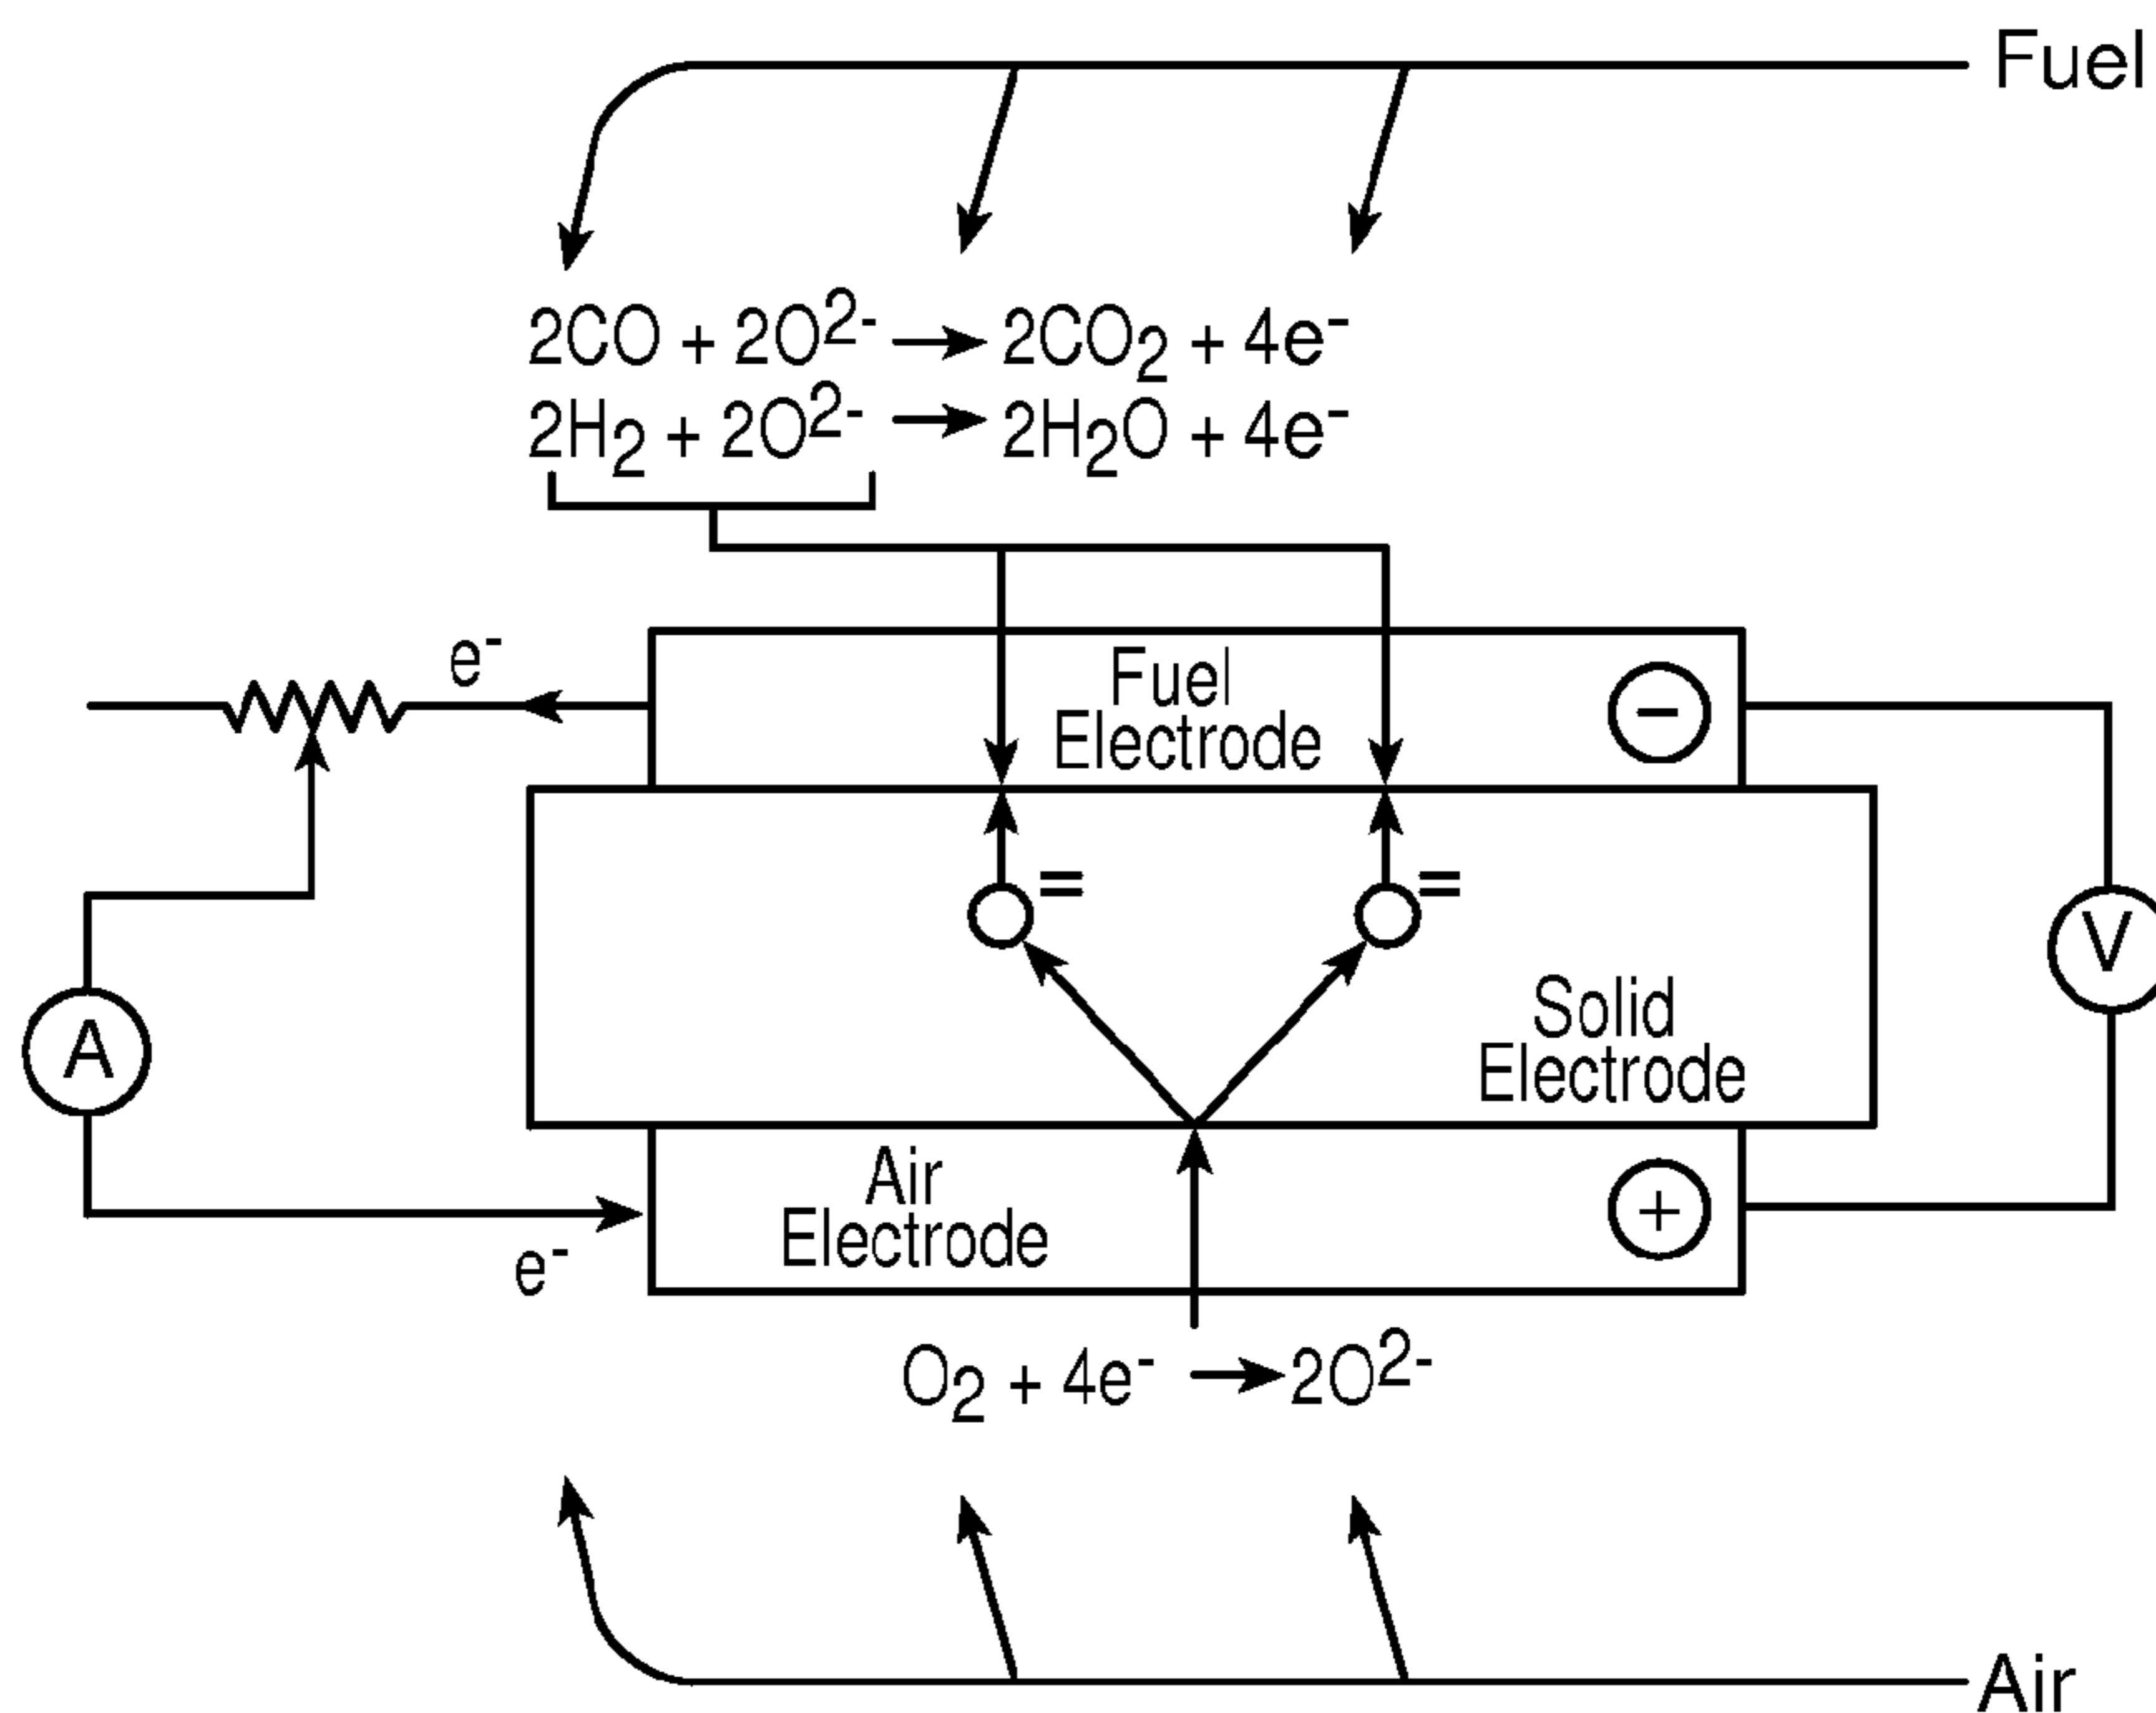 Fuel
2CO + 2O²⁻ → 2CO₂ + 4e⁻
2H₂ + 2O²⁻ → 2H₂O + 4e⁻
e⁻
Fuel
Electrode
−
O=
O=
V
Solid
Electrode
A
Air
Electrode
+
e⁻
O₂ + 4e⁻ → 2O²⁻
Air